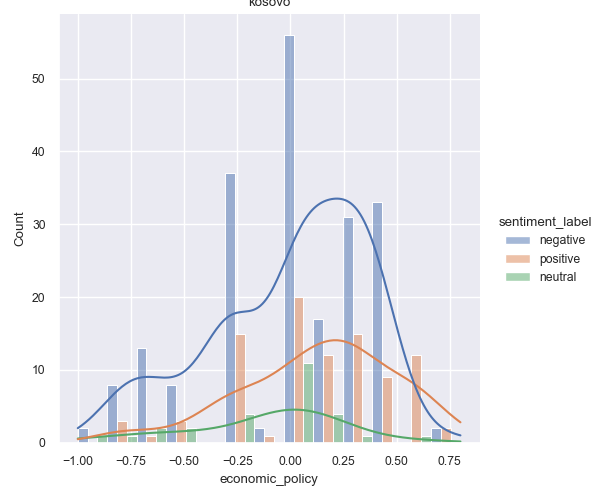 kosovo
50
40
30
20
10
0
Count
−1.00 −0.75 −0.50 −0.25 0.00 0.25 0.50 0.75
economic_policy
sentiment_label
negative
positive
neutral